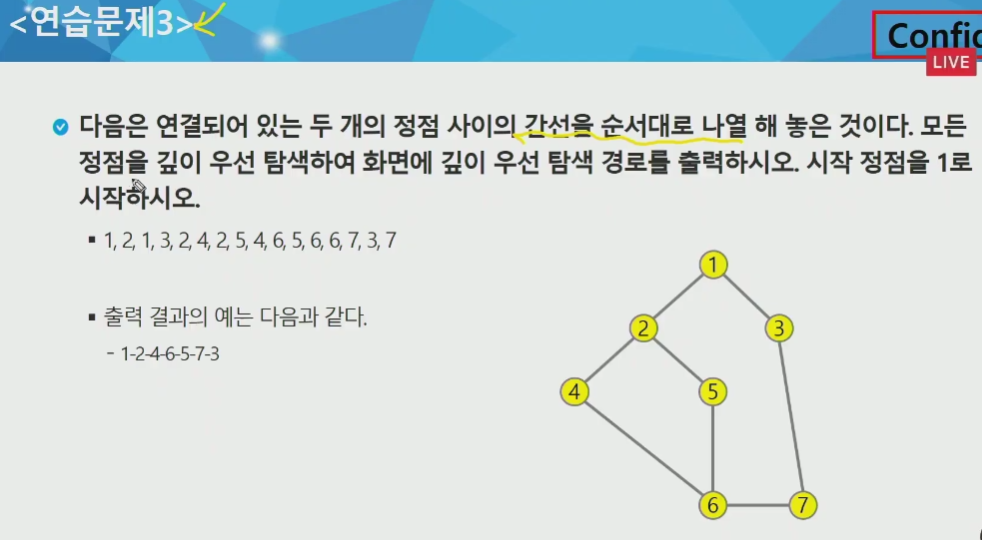 <연습문제3>
Confid
LIVE
다음은 연결되어 있는 두 개의 정점 사이의 간선을 순서대로 나열 해 놓은 것이다. 모든
정점을 깊이 우선 탐색하여 화면에 깊이 우선 탐색 경로를 출력하시오. 시작 정점을 1로
시작하시오.
▪ 1, 2, 1, 3, 2, 4, 2, 5, 4, 6, 5, 6, 6, 7, 3, 7
▪ 출력 결과의 예는 다음과 같다.
- 1-2-4-6-5-7-3
1
2 3
4 5
6 7